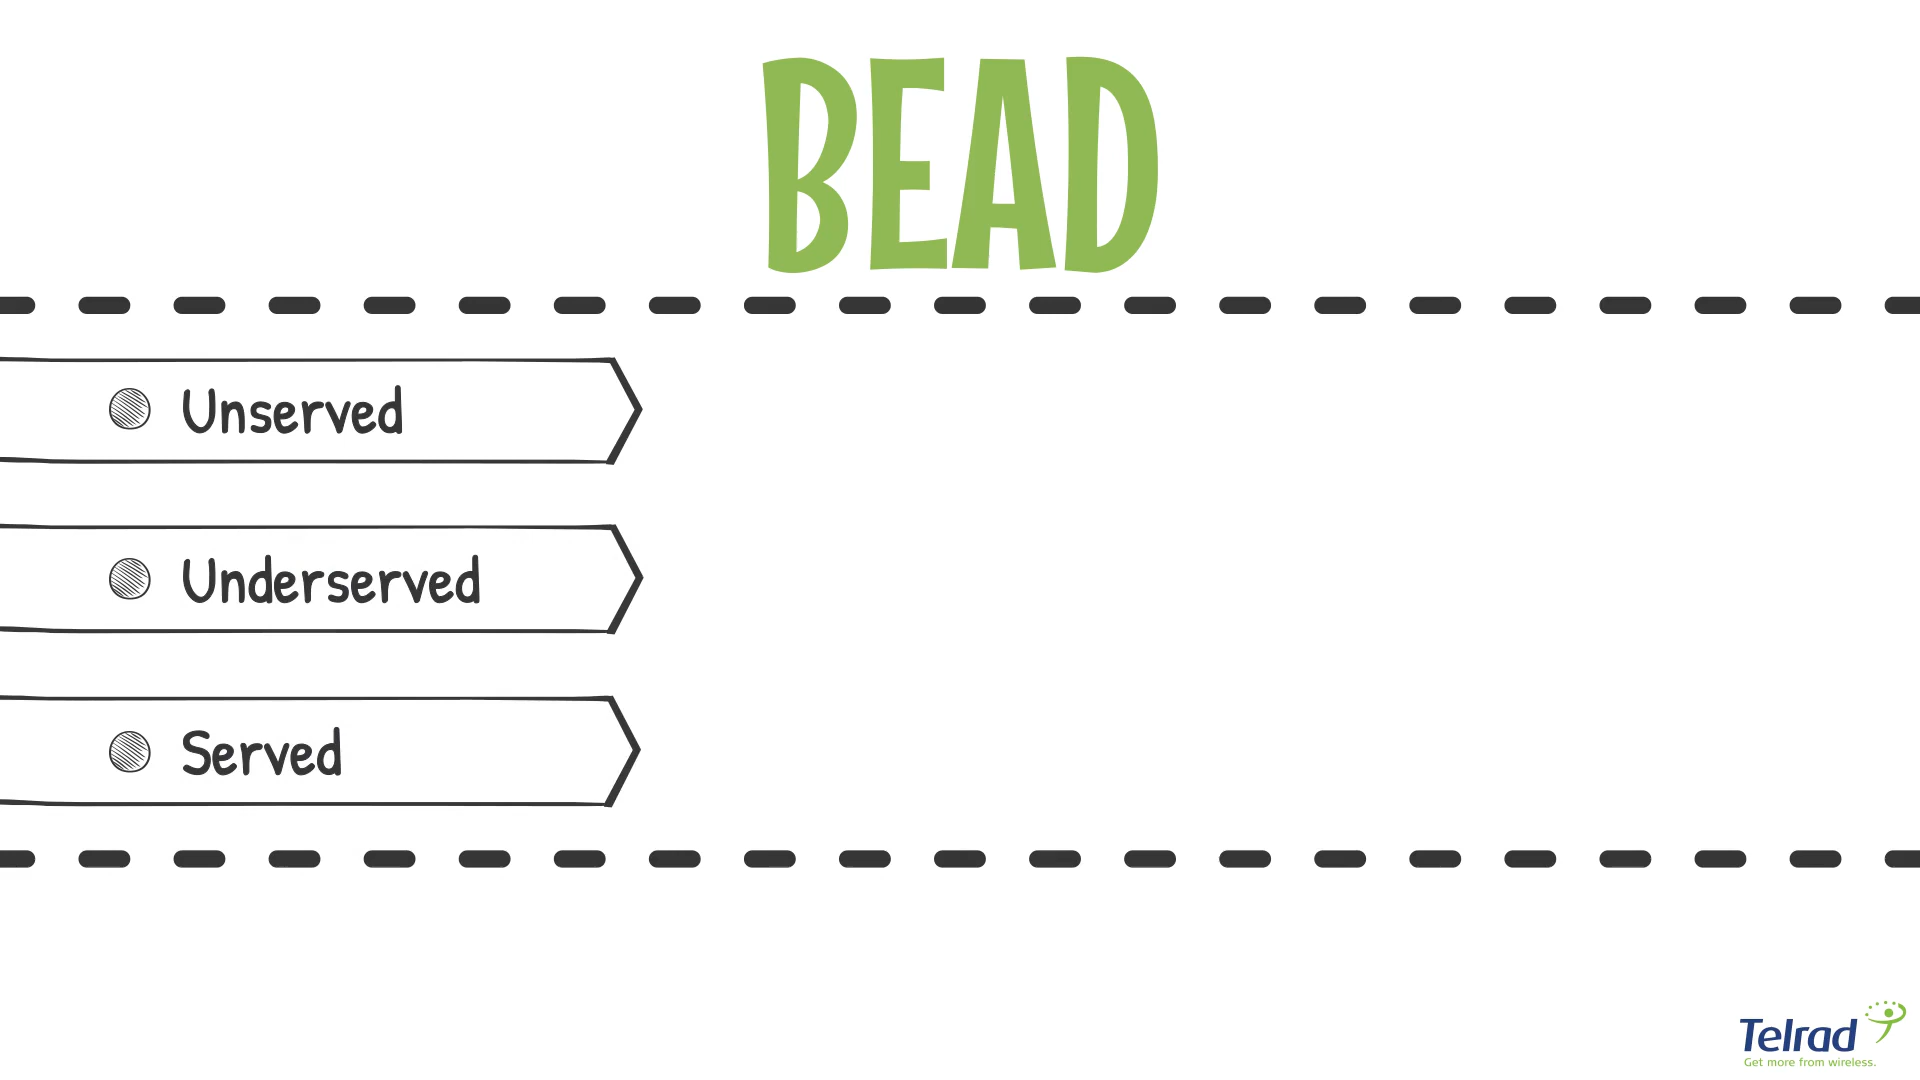 BEAD
Unserved
Underserved
Served
Telrad
Get more from wireless.